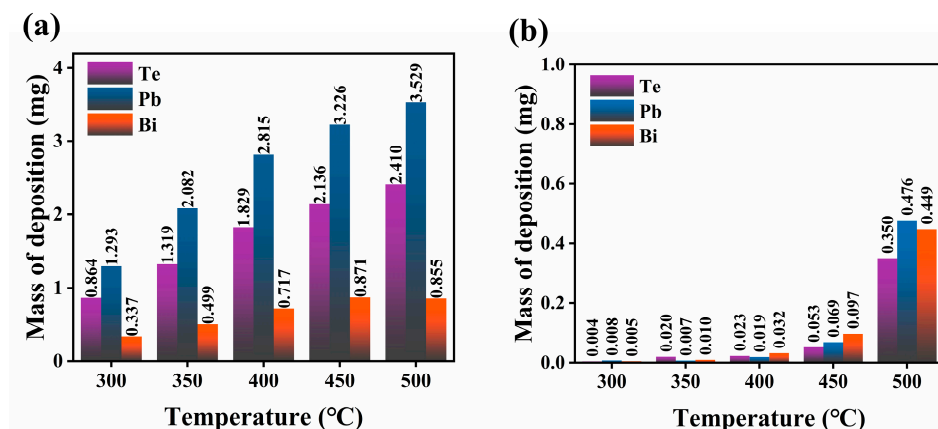 (a)
Te
Pb
Bi
Mass of deposition (mg)
4
3
2
1
0
0.864
1.293
0.337
1.319
2.082
0.499
1.829
2.815
0.717
2.136
3.226
0.871
2.410
3.529
0.855
300 350 400 450 500
Temperature (°C)
(b)
Te
Pb
Bi
Mass of deposition (mg)
1.0
0.8
0.6
0.4
0.2
0.0
0.004
0.008
0.005
0.020
0.007
0.010
0.023
0.019
0.032
0.053
0.069
0.097
0.350
0.476
0.449
300 350 400 450 500
Temperature (°C)